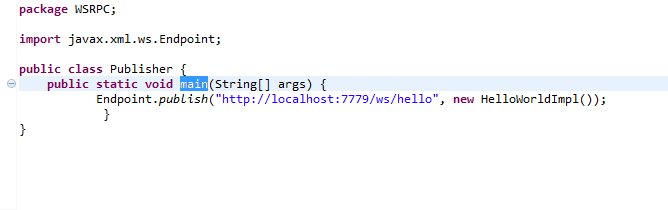 package WSRPC;
import javax.xml.ws.Endpoint;
public class Publisher {
public static void main(String[] args) {
Endpoint.publish("http://localhost:7779/ws/hello", new HelloWorldImpl());
}
}